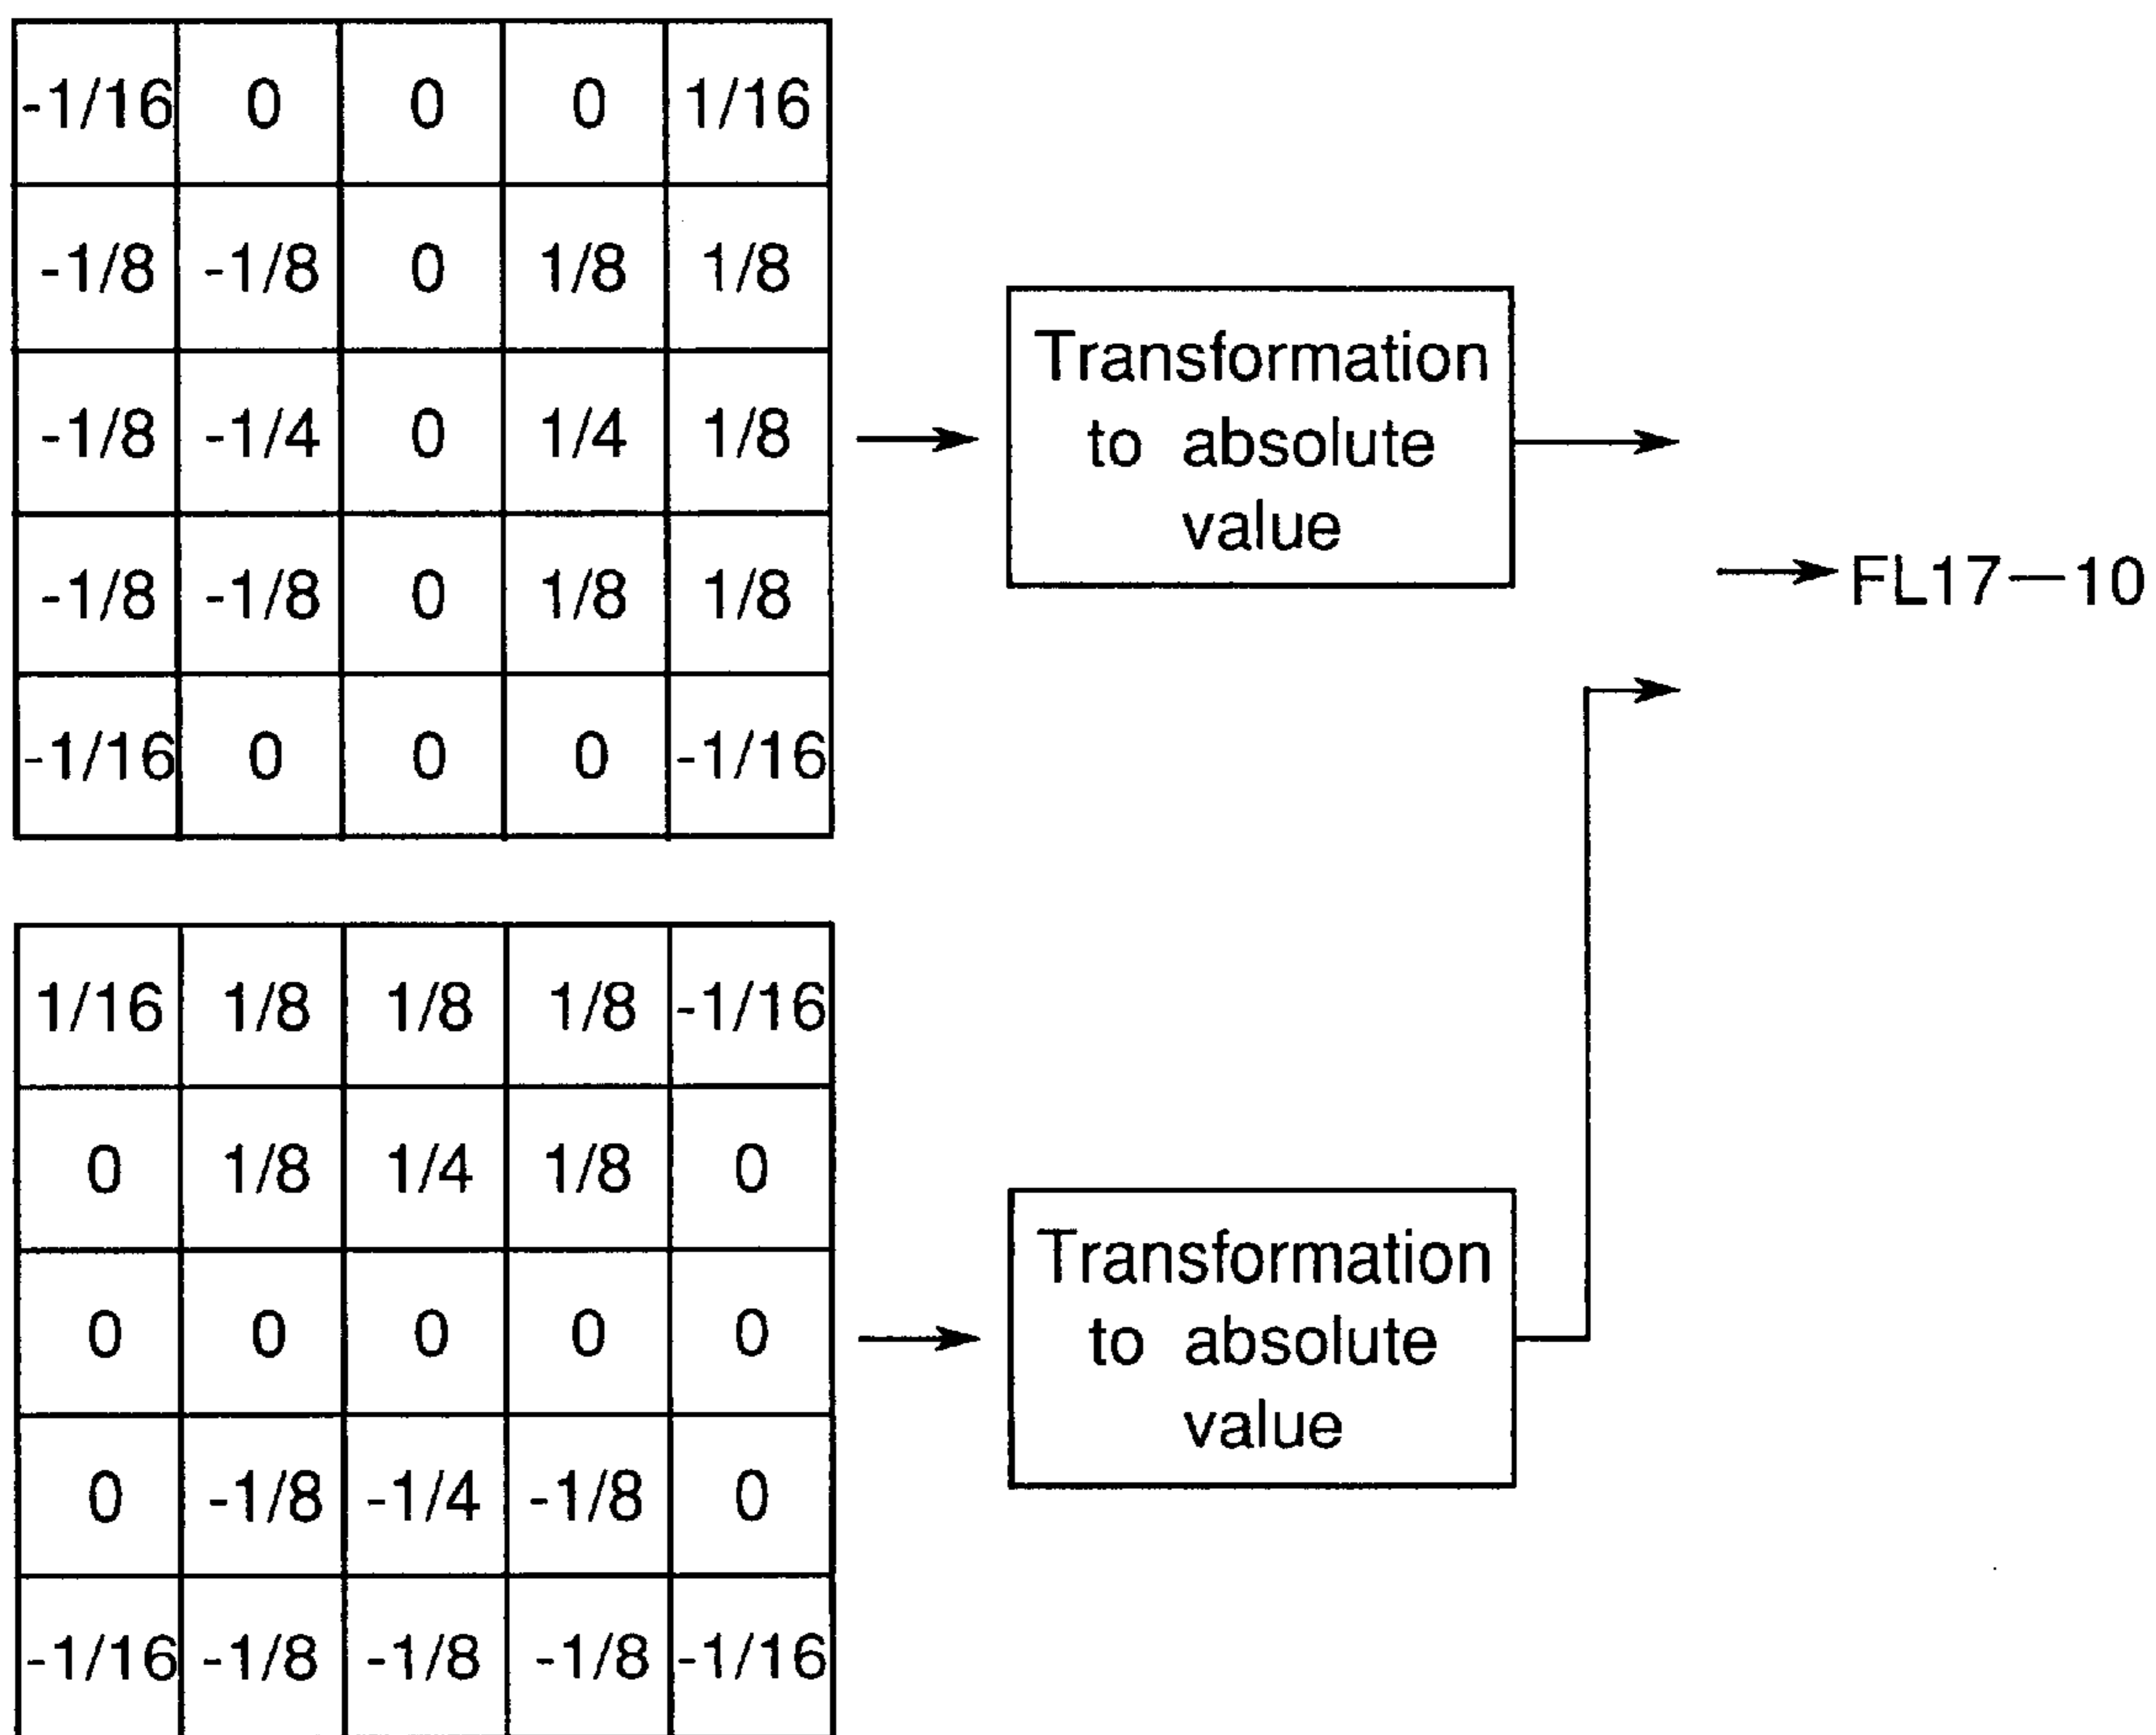 -1/16 0 0 0 1/16
-1/8 -1/8 0 1/8 1/8
-1/8 -1/4 0 1/4 1/8
-1/8 -1/8 0 1/8 1/8
-1/16 0 0 0 -1/16
Transformation
to absolute
value
FL17—10
1/16 1/8 1/8 1/8 -1/16
0 1/8 1/4 1/8 0
0 0 0 0 0
0 -1/8 -1/4 -1/8 0
-1/16 -1/8 -1/8 -1/8 -1/16
Transformation
to absolute
value